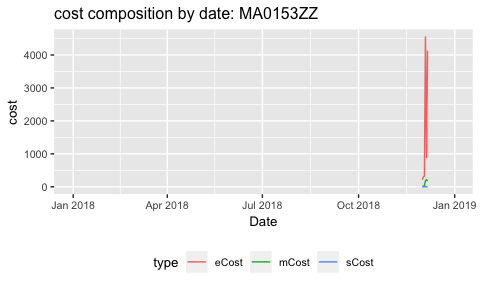 cost composition by date: MA0153ZZ
4000
3000
2000
1000
0
cost
Jan 2018 Apr 2018 Jul 2018 Oct 2018 Jan 2019
Date
type eCost mCost sCost